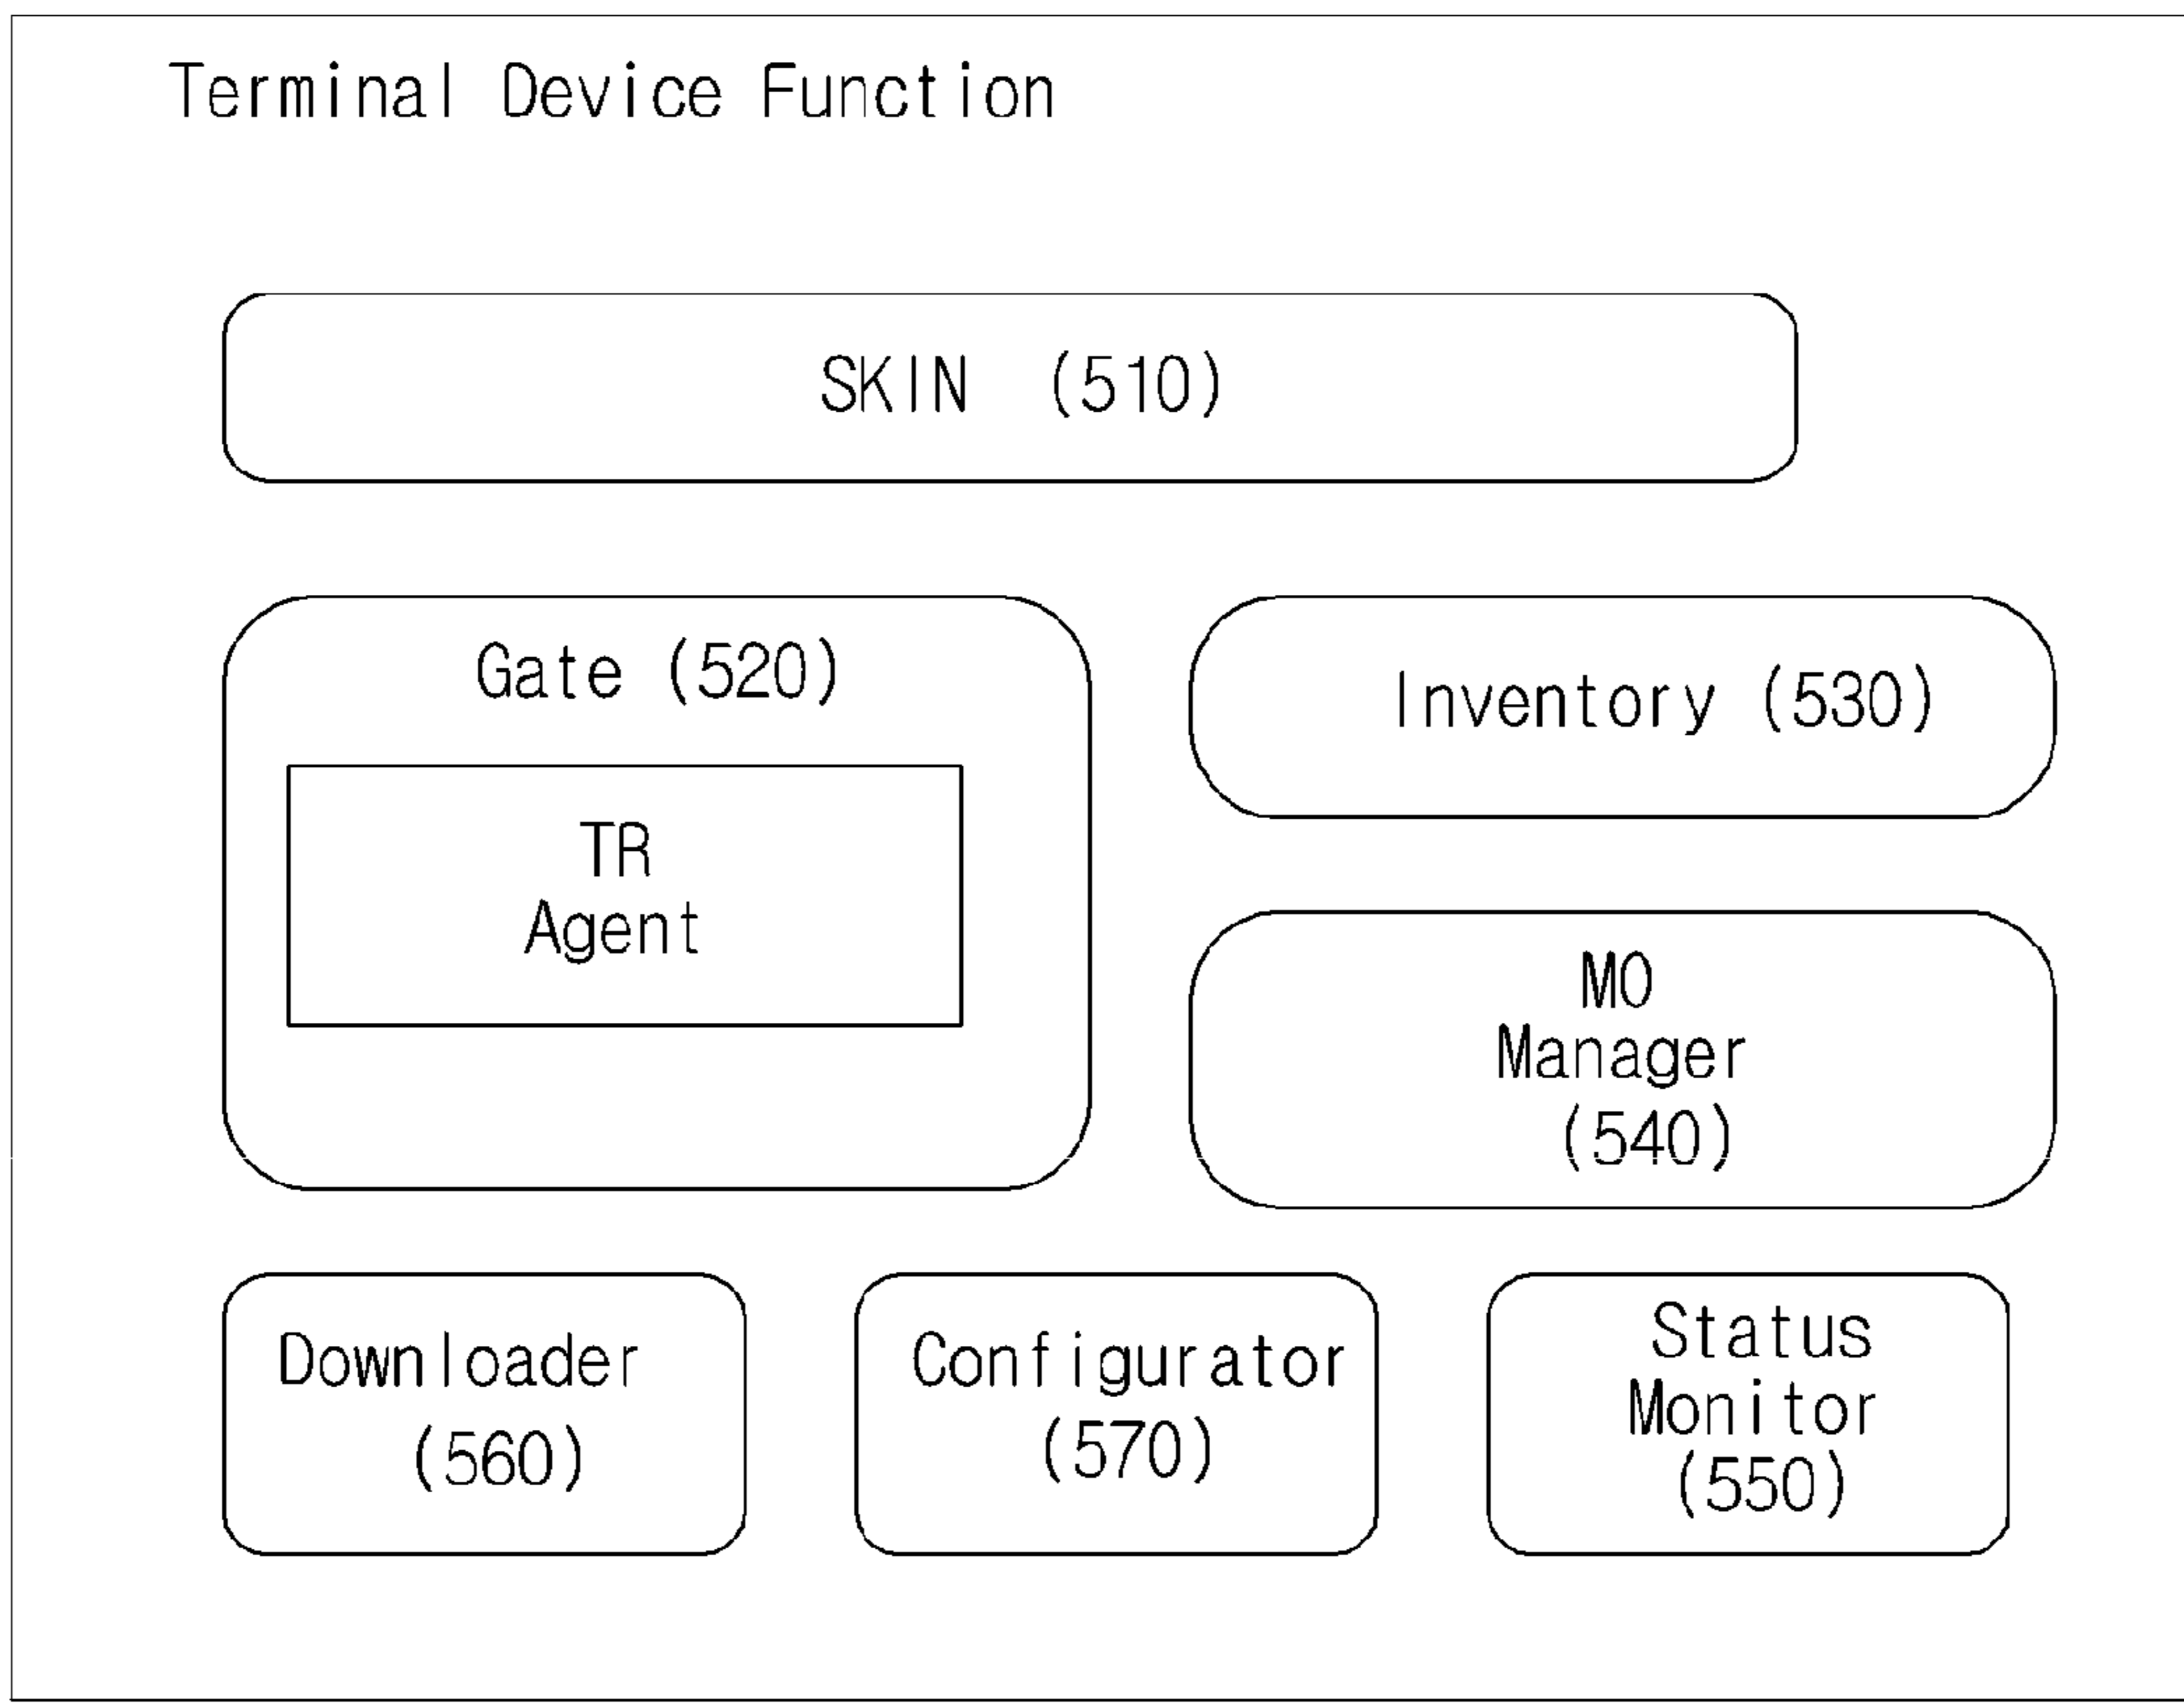 Terminal Device Function
SKIN (510)
Gate (520)
TR
Agent
Inventory (530)
MO
Manager
(540)
Downloader
(560)
Configurator
(570)
Status
Monitor
(550)